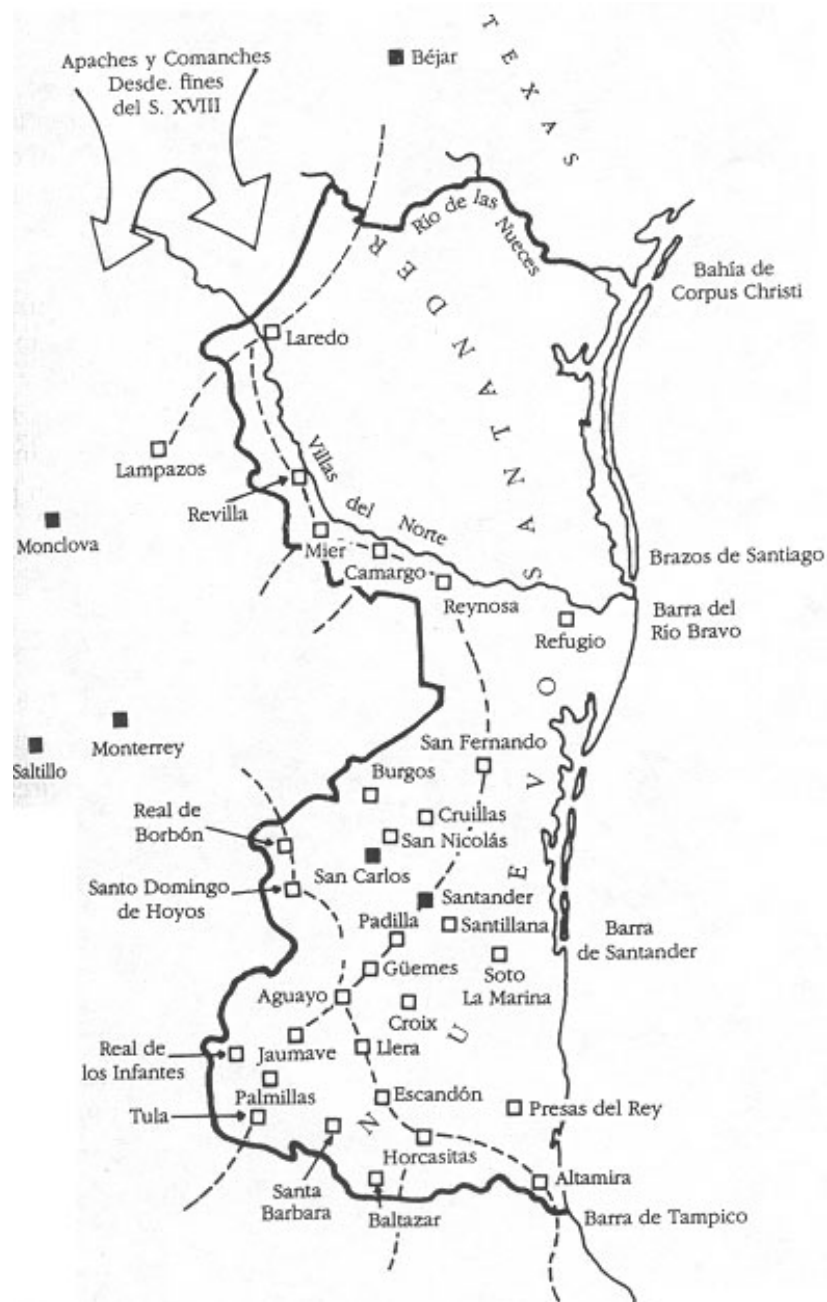 Apaches y Comanches
Desde. fines
del S. XVIII
Béjar
TEXAS
Río de las
Nueces
Bahía de
Corpus Christi
Laredo
Lampazos
Villas
del Norte
Revilla
Monclova
Mier
Camargo
Reynosa
Brazos de Santiago
Barra del
Río Bravo
Refugio
NUEVO SANTANDER
Monterrey
Saltillo
San Fernando
Burgos
Real de
Borbón
Cruillas
San Nicolás
San Carlos
Santo Domingo
de Hoyos
Santander
Padilla
Santillana
Barra
de Santander
Güemes
Soto
La Marina
Aguayo
Croix
Real de
los Infantes
Jaumave
Llera
Palmillas
Escandón
Presas del Rey
Tula
Horcasitas
Santa
Barbara
Baltazar
Altamira
Barra de Tampico